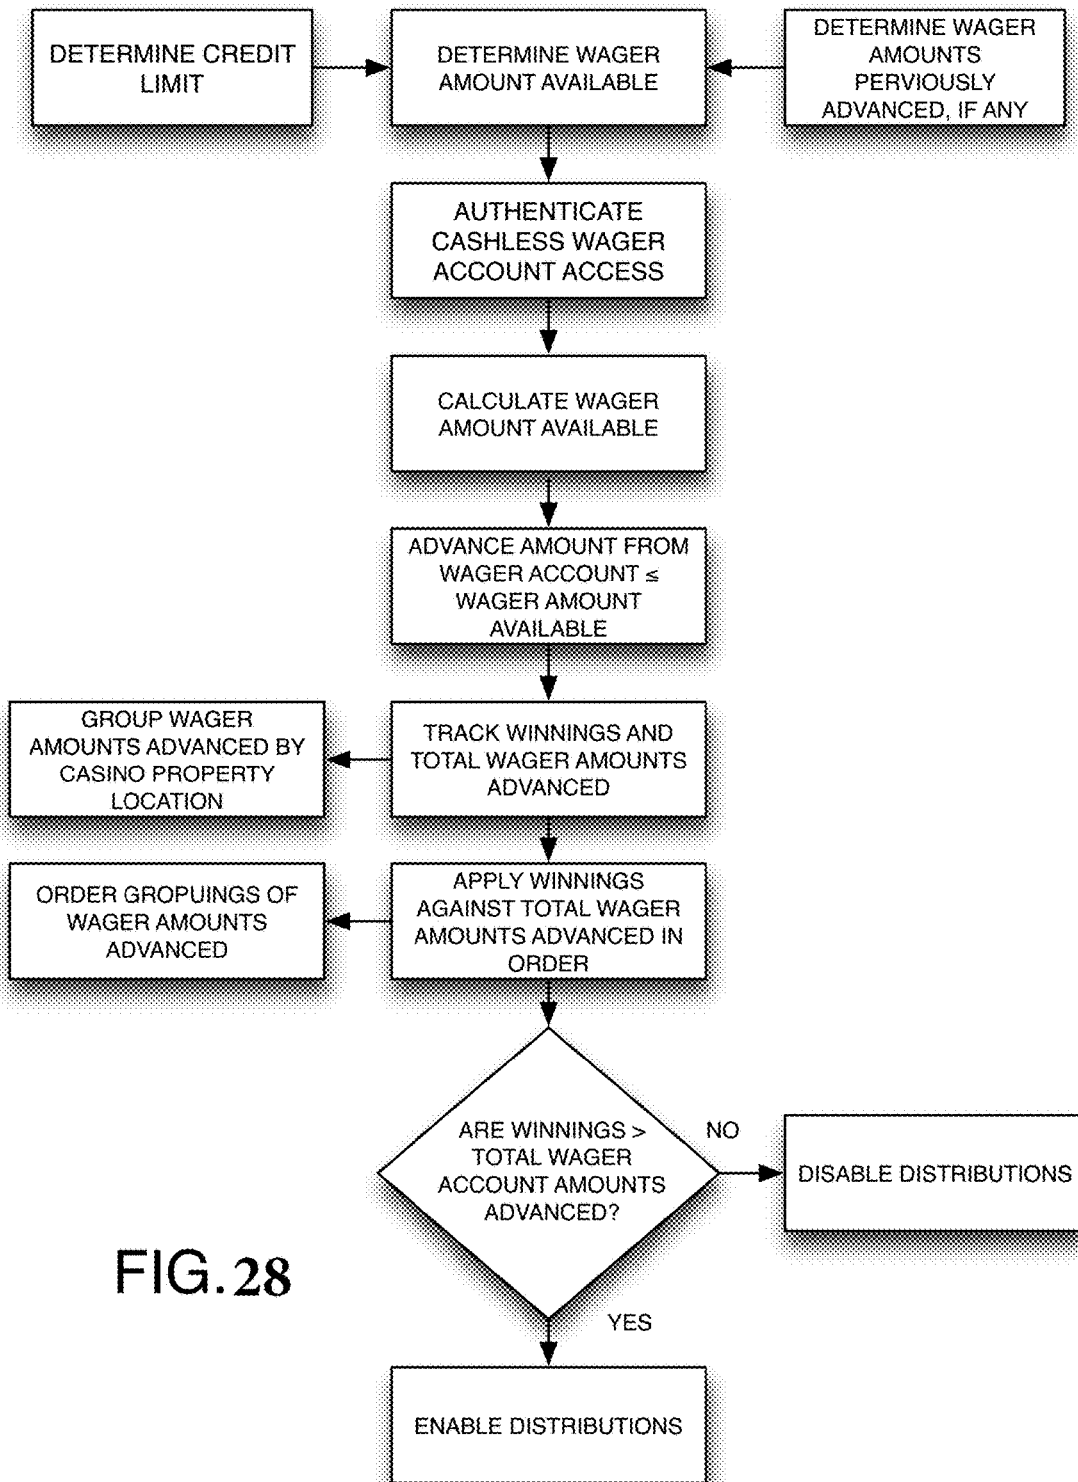 DETERMINE CREDIT
LIMIT
DETERMINE WAGER
AMOUNT AVAILABLE
DETERMINE WAGER
AMOUNTS
PERVIOUSLY
ADVANCED, IF ANY
AUTHENTICATE
CASHLESS WAGER
ACCOUNT ACCESS
CALCULATE WAGER
AMOUNT AVAILABLE
ADVANCE AMOUNT FROM
WAGER ACCOUNT ≤
WAGER AMOUNT
AVAILABLE
GROUP WAGER
AMOUNTS ADVANCED BY
CASINO PROPERTY
LOCATION
TRACK WINNINGS AND
TOTAL WAGER AMOUNTS
ADVANCED
ORDER GROPUINGS OF
WAGER AMOUNTS
ADVANCED
APPLY WINNINGS
AGAINST TOTAL WAGER
AMOUNTS ADVANCED IN
ORDER
ARE WINNINGS >
TOTAL WAGER
ACCOUNT AMOUNTS
ADVANCED?
NO
DISABLE DISTRIBUTIONS
FIG. 28
YES
ENABLE DISTRIBUTIONS